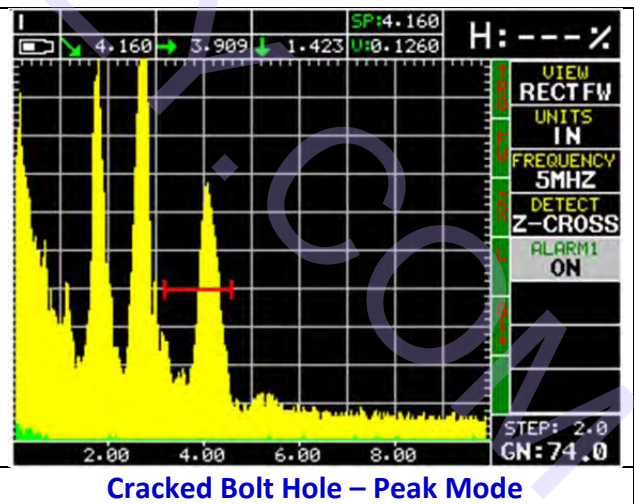 SP:4.160
4.160 3.909 1.423 V:0.1260
H:---%
VIEW
RECTFW
UNITS
IN
FREQUENCY
5MHZ
DETECT
Z-CROSS
ALARM1
ON
STEP: 2.0
GN:74.0
2.00 4.00 6.00 8.00
Cracked Bolt Hole – Peak Mode